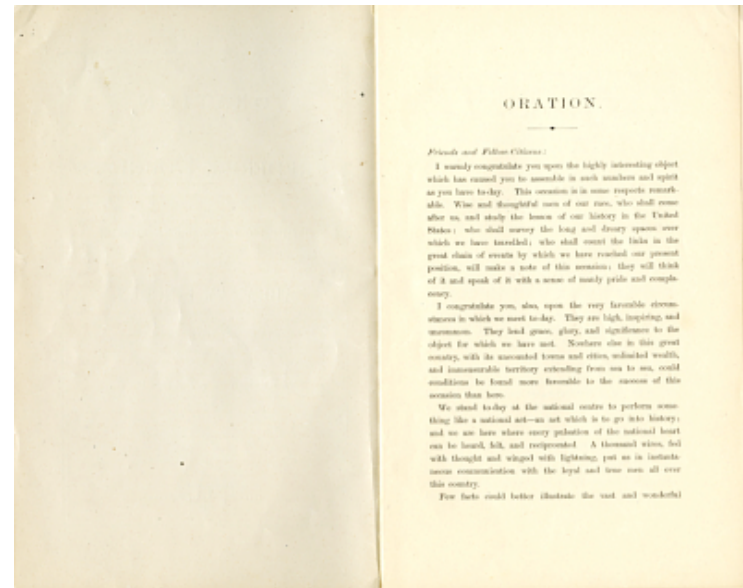 ORATION.
Friends and Fellow-Citizens:
I warmly congratulate you upon the highly interesting object
which has caused you to assemble in such numbers and spirit
as you have to-day. This occasion is in some respects remark-
able. Wise and thoughtful men of our race, who shall come
after us, and study the lesson of our history in the United
States; who shall survey the long and dreary spaces over
which we have travelled; who shall count the links in the
great chain of events by which we have reached our present
position, will make a note of this occasion; they will think
of it and speak of it with a sense of manly pride and compla-
cency.
I congratulate you, also, upon the very favorable circum-
stances in which we meet to-day. They are high, inspiring, and
uncommon. They lend grace, glory, and significance to the
object for which we have met. Nowhere else in this great
country, with its uncounted towns and cities, unlimited wealth,
and immeasurable territory extending from sea to sea, could
conditions be found more favorable to the success of this
occasion than here.
We stand to-day at the national centre to perform some-
thing like a national act—an act which is to go into history;
and we are here where every pulsation of the national heart
can be heard, felt, and reciprocated. A thousand wires, fed
with thought and winged with lightning, put us in instanta-
neous communication with the loyal and true men all over
this country.
Few facts could better illustrate the vast and wonderful